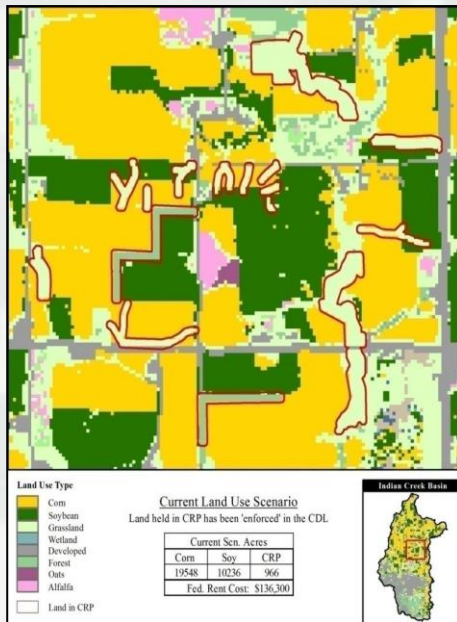 Land Use Type
Corn
Soybean
Grassland
Wetland
Developed
Forest
Oats
Alfalfa
Land in CRP
Current Land Use Scenario
Land held in CRP has been 'enforced' in the CDL
Current Scn. Acres
Corn Soy CRP
19548 10236 966
Fed. Rent Cost: $136,300
Indian Creek Basin